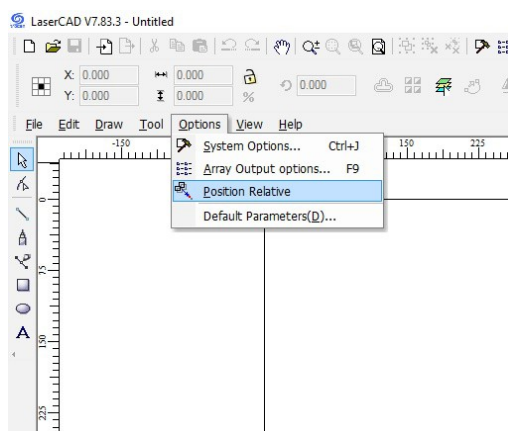 LaserCAD V7.83.3 - Untitled
X: 0.000 0.000 0.000
Y: 0.000 0.000 %
File Edit Draw Tool Options View Help
System Options... Ctrl+J
Array Output options... F9
Position Relative
Default Parameters(D)...
-150 150 225
0
75
150
225
A